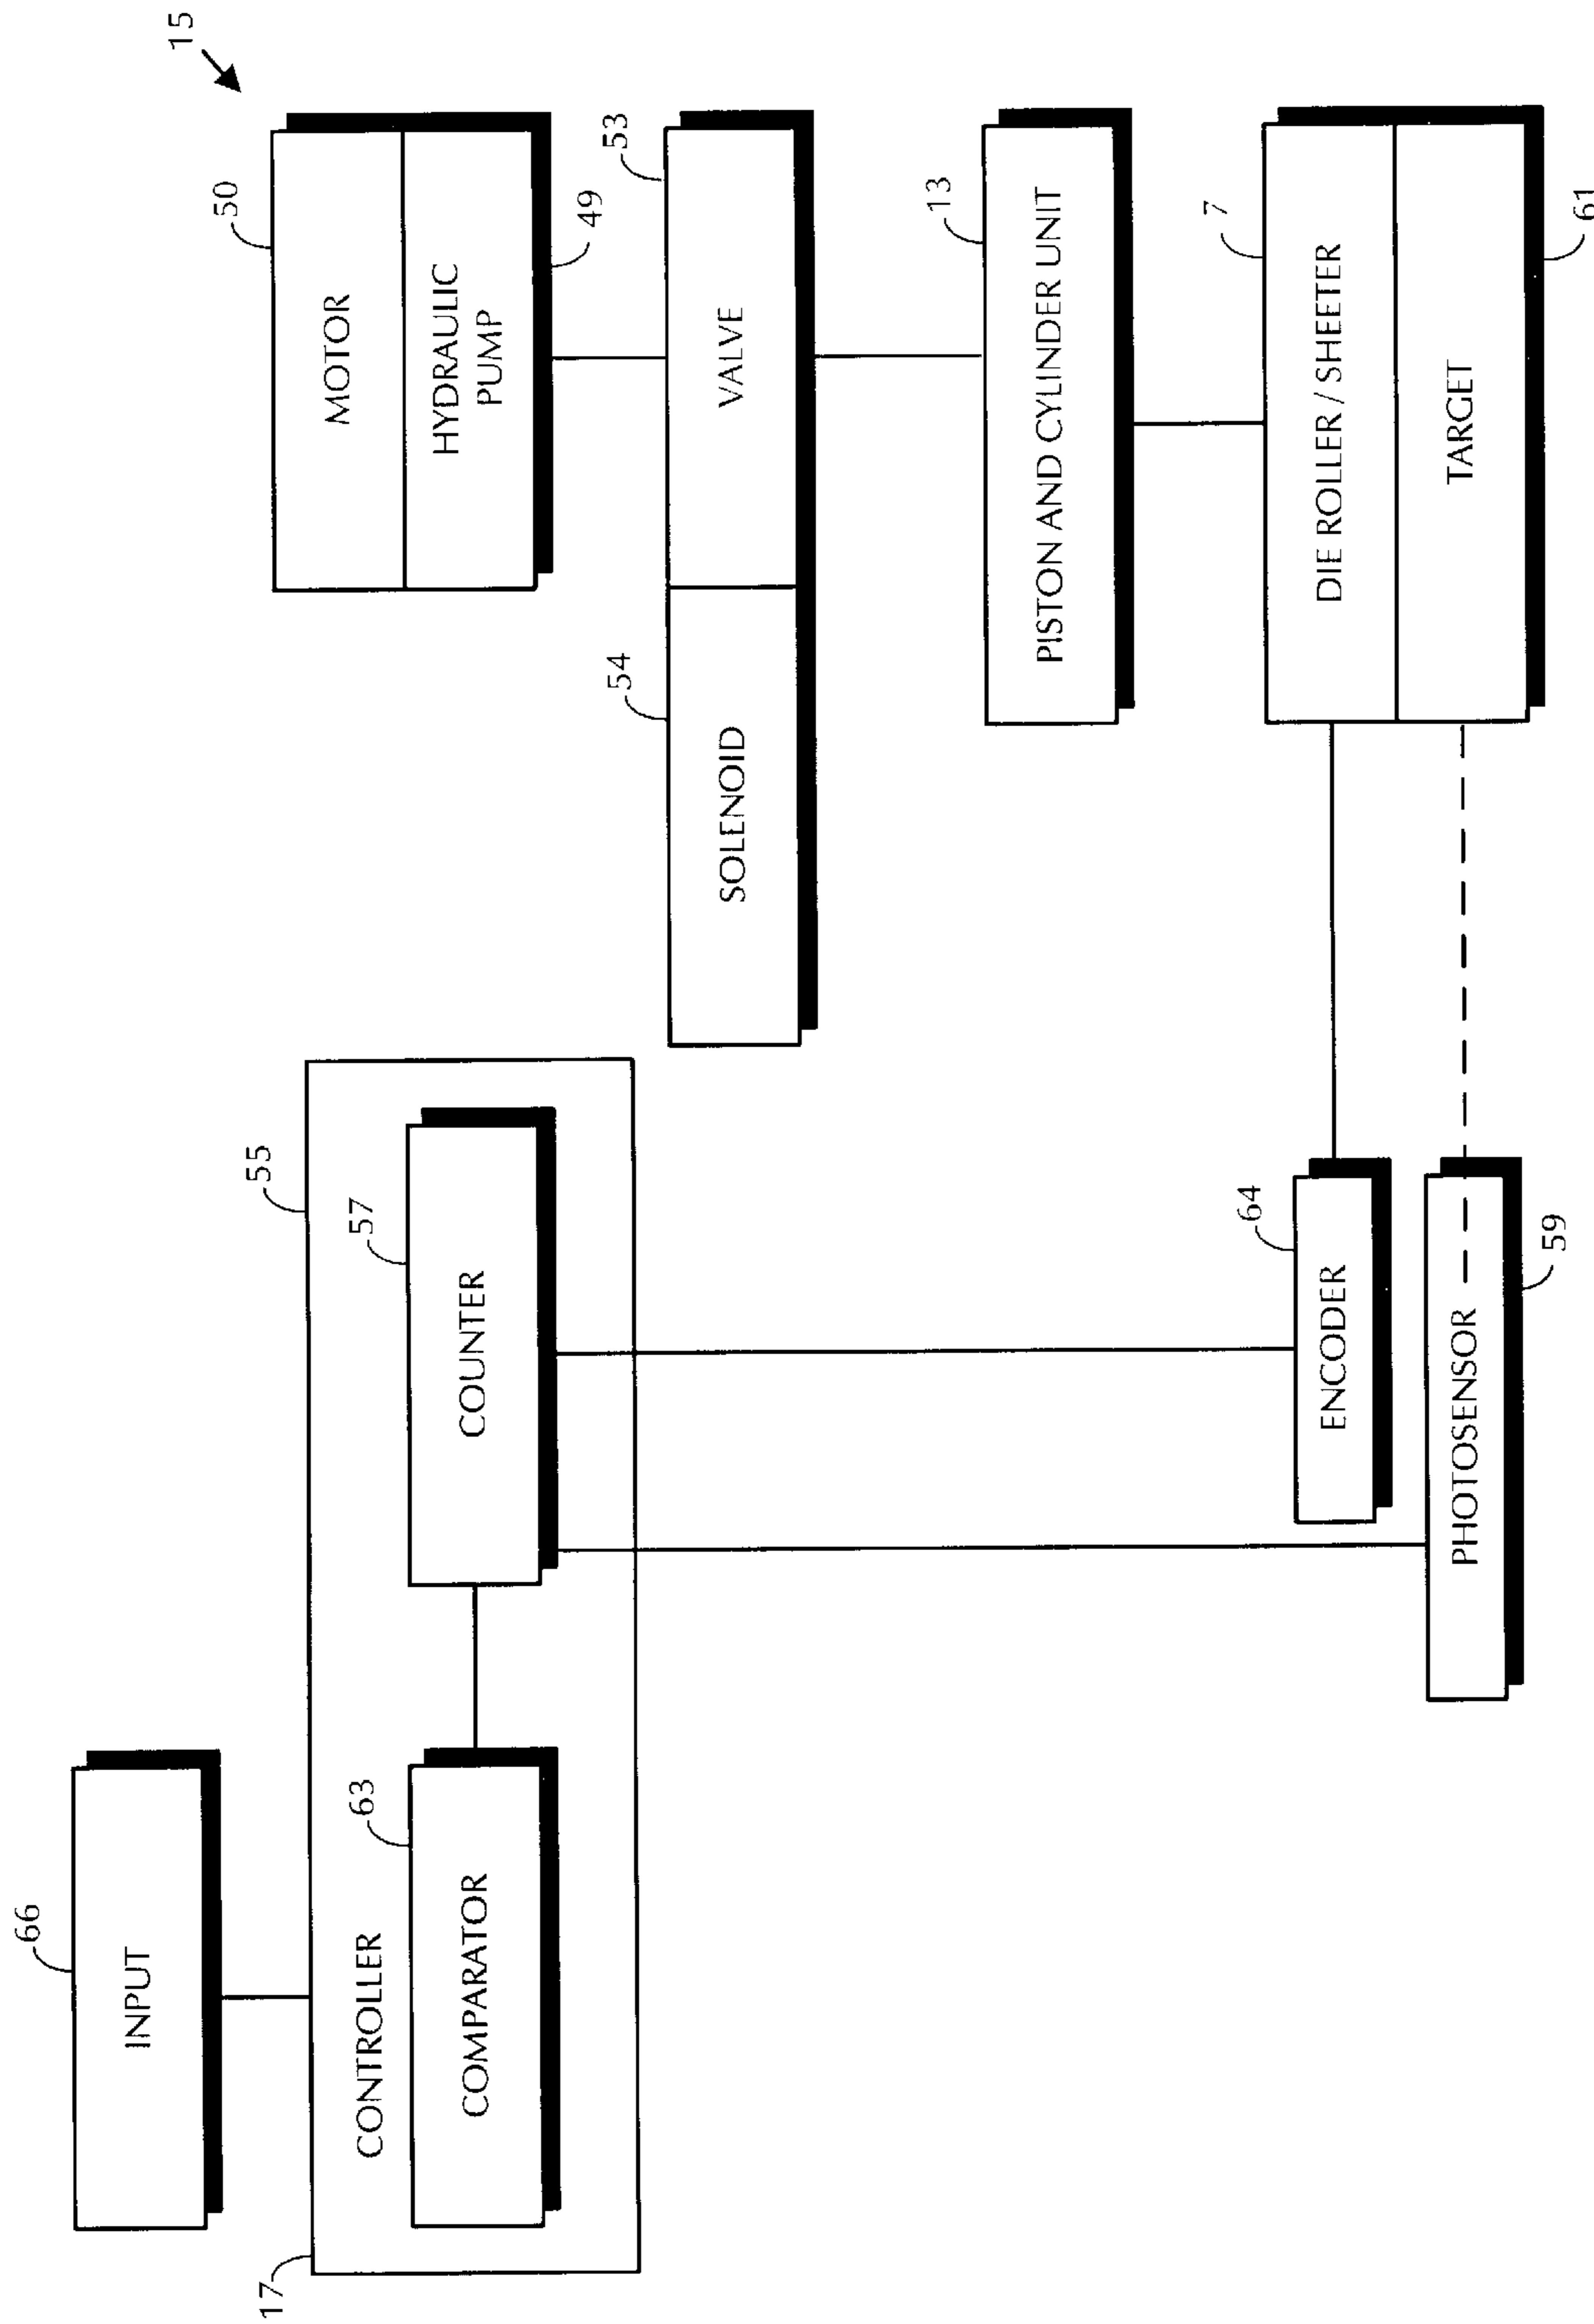 15
50
MOTOR
HYDRAULIC
PUMP
49
53
VALVE
54
SOLENOID
13
PISTON AND CYLINDER UNIT
7
DIE ROLLER / SHEETER
TARGET
61
66
INPUT
55
17
CONTROLLER
57
COUNTER
63
COMPARATOR
64
ENCODER
PHOTOSENSOR
59